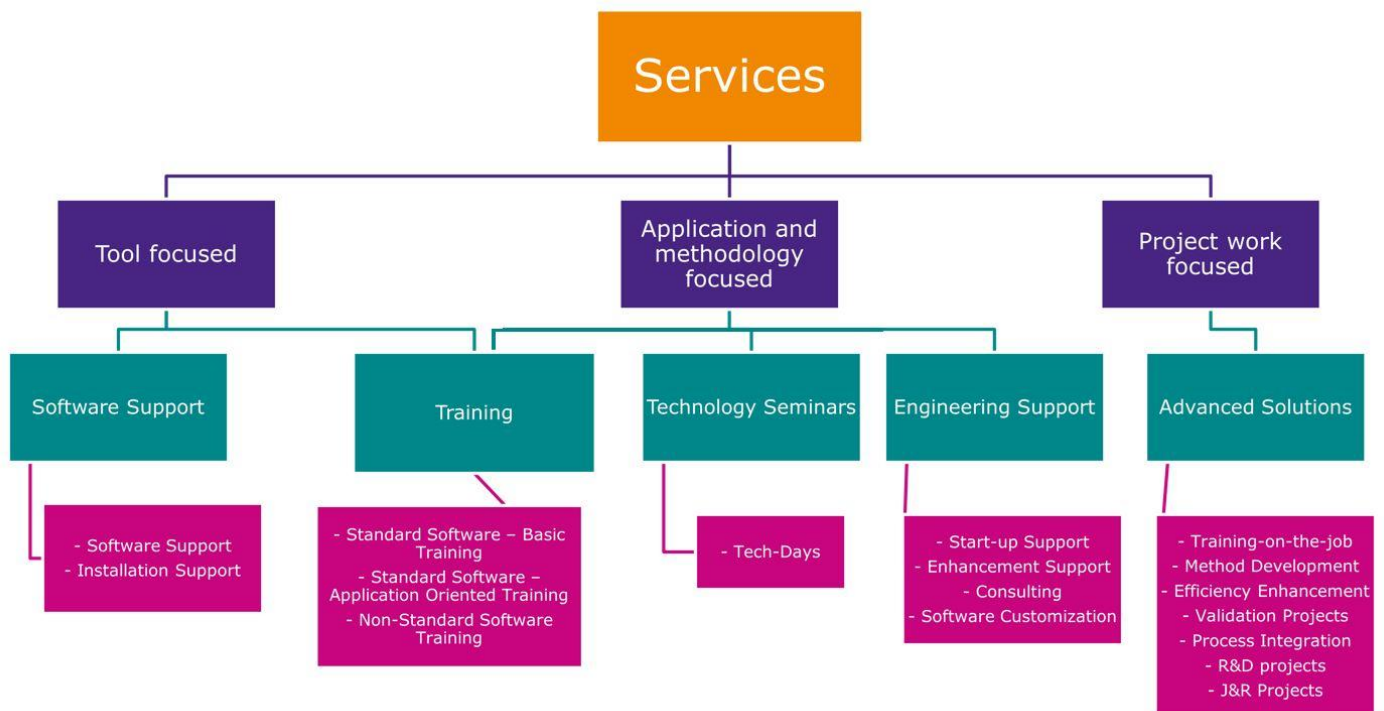 Services
Tool focused
Application and
methodology
focused
Project work
focused
Software Support
Training
Technology Seminars
Engineering Support
Advanced Solutions
- Software Support
- Installation Support
- Standard Software – Basic
Training
- Standard Software –
Application Oriented Training
- Non-Standard Software
Training
- Tech-Days
- Start-up Support
- Enhancement Support
- Consulting
- Software Customization
- Training-on-the-job
- Method Development
- Efficiency Enhancement
- Validation Projects
- Process Integration
- R&D projects
- J&R Projects